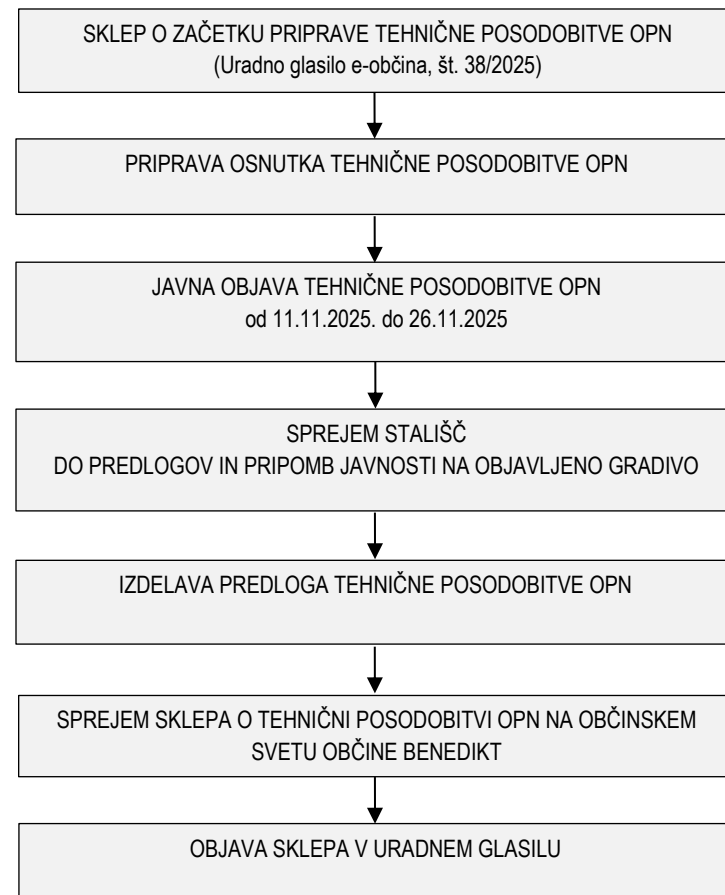 SKLEP O ZAČETKU PRIPRAVE TEHNIČNE POSODOBITVE OPN
(Uradno glasilo e-občina, št. 38/2025)
PRIPRAVA OSNUTKA TEHNIČNE POSODOBITVE OPN
JAVNA OBJAVA TEHNIČNE POSODOBITVE OPN
od 11.11.2025. do 26.11.2025
SPREJEM STALIŠČ
DO PREDLOGOV IN PRIPOMB JAVNOSTI NA OBJAVLJENO GRADIVO
IZDELAVA PREDLOGA TEHNIČNE POSODOBITVE OPN
SPREJEM SKLEPA O TEHNIČNI POSODOBITVI OPN NA OBČINSKEM
SVETU OBČINE BENEDIKT
OBJAVA SKLEPA V URADNEM GLASILU